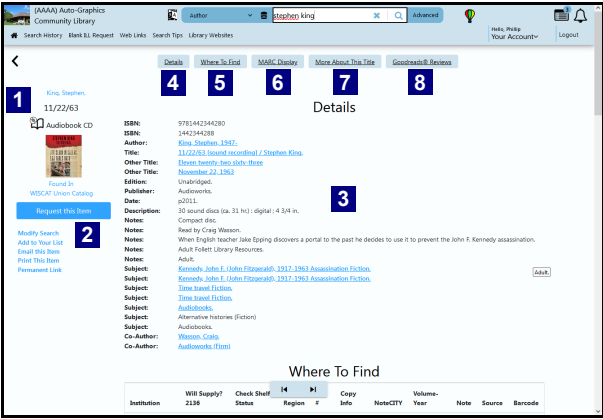 (AAAA) Auto-Graphics
Community Library
Author
stephen king
Advanced
Hello, Phillip
Your Account
Logout
Search History Blank ILL Request Web Links Search Tips Library Websites
Details Where To Find MARC Display More About This Title Goodreads® Reviews
4 5 6 7 8
1
King, Stephen,
11/22/63
Audiobook CD
Found In
WISCAT Union Catalog
Request this Item
2
Modify Search
Add to Your List
Email this Item
Print This Item
Permanent Link
Details
3
ISBN: 9781442344280
ISBN: 1442344288
Author: King, Stephen, 1947-
Title: 11/22/63 [sound recording] / Stephen King.
Other Title: Eleven twenty-two sixty-three
Other Title: November 22, 1963
Edition: Unabridged.
Publisher: Audioworks.
Date: p2011.
Description: 30 sound discs (ca. 31 hr.) : digital ; 4 3/4 in.
Notes: Compact disc.
Notes: Read by Craig Wasson.
Notes: When English teacher Jake Epping discovers a portal to the past he decides to use it to prevent the John F. Kennedy assassination.
Notes: Adult Follett Library Resources.
Notes: Adult.
Subject: Kennedy, John F. (John Fitzgerald), 1917-1963 Assassination Fiction.
Subject: Kennedy, John F. (John Fitzgerald), 1917-1963 Assassination Fiction.
Subject: Time travel Fiction.
Subject: Time travel Fiction.
Subject: Audiobooks.
Subject: Alternative histories (Fiction)
Subject: Audiobooks.
Co-Author: Wasson, Craig.
Co-Author: Audioworks (Firm)
Adult.
Where To Find
Institution Will Supply? 2136 Check Shelf Status Region # Copy Info NoteCITY Volume-Year Note Source Barcode